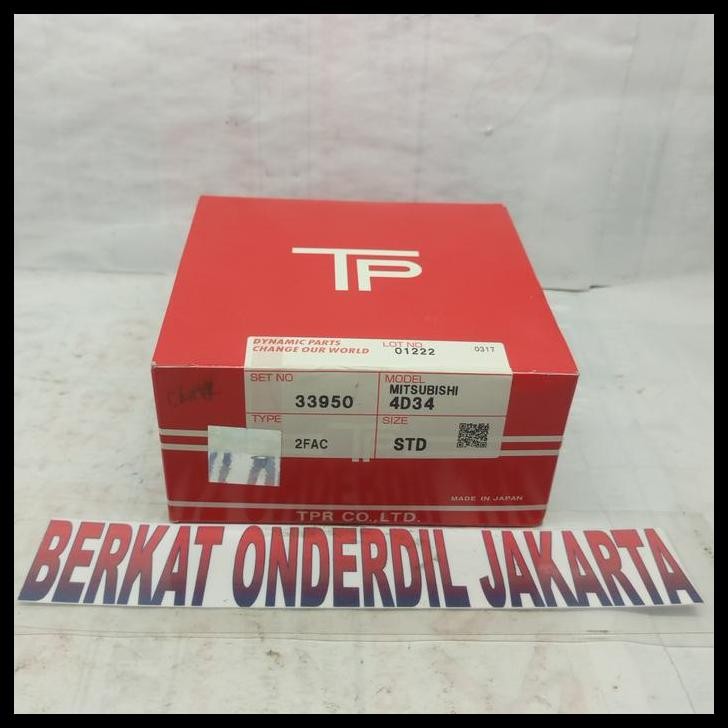 TP
DYNAMIC PARTS
CHANGE OUR WORLD
LOT NO
01222
0317
SET NO
33950
MODEL
MITSUBISHI
4D34
TYPE
2FAC
SIZE
STD
MADE IN JAPAN
TPR CO.,LTD.
BERKAT ONDERDIL JAKARTA